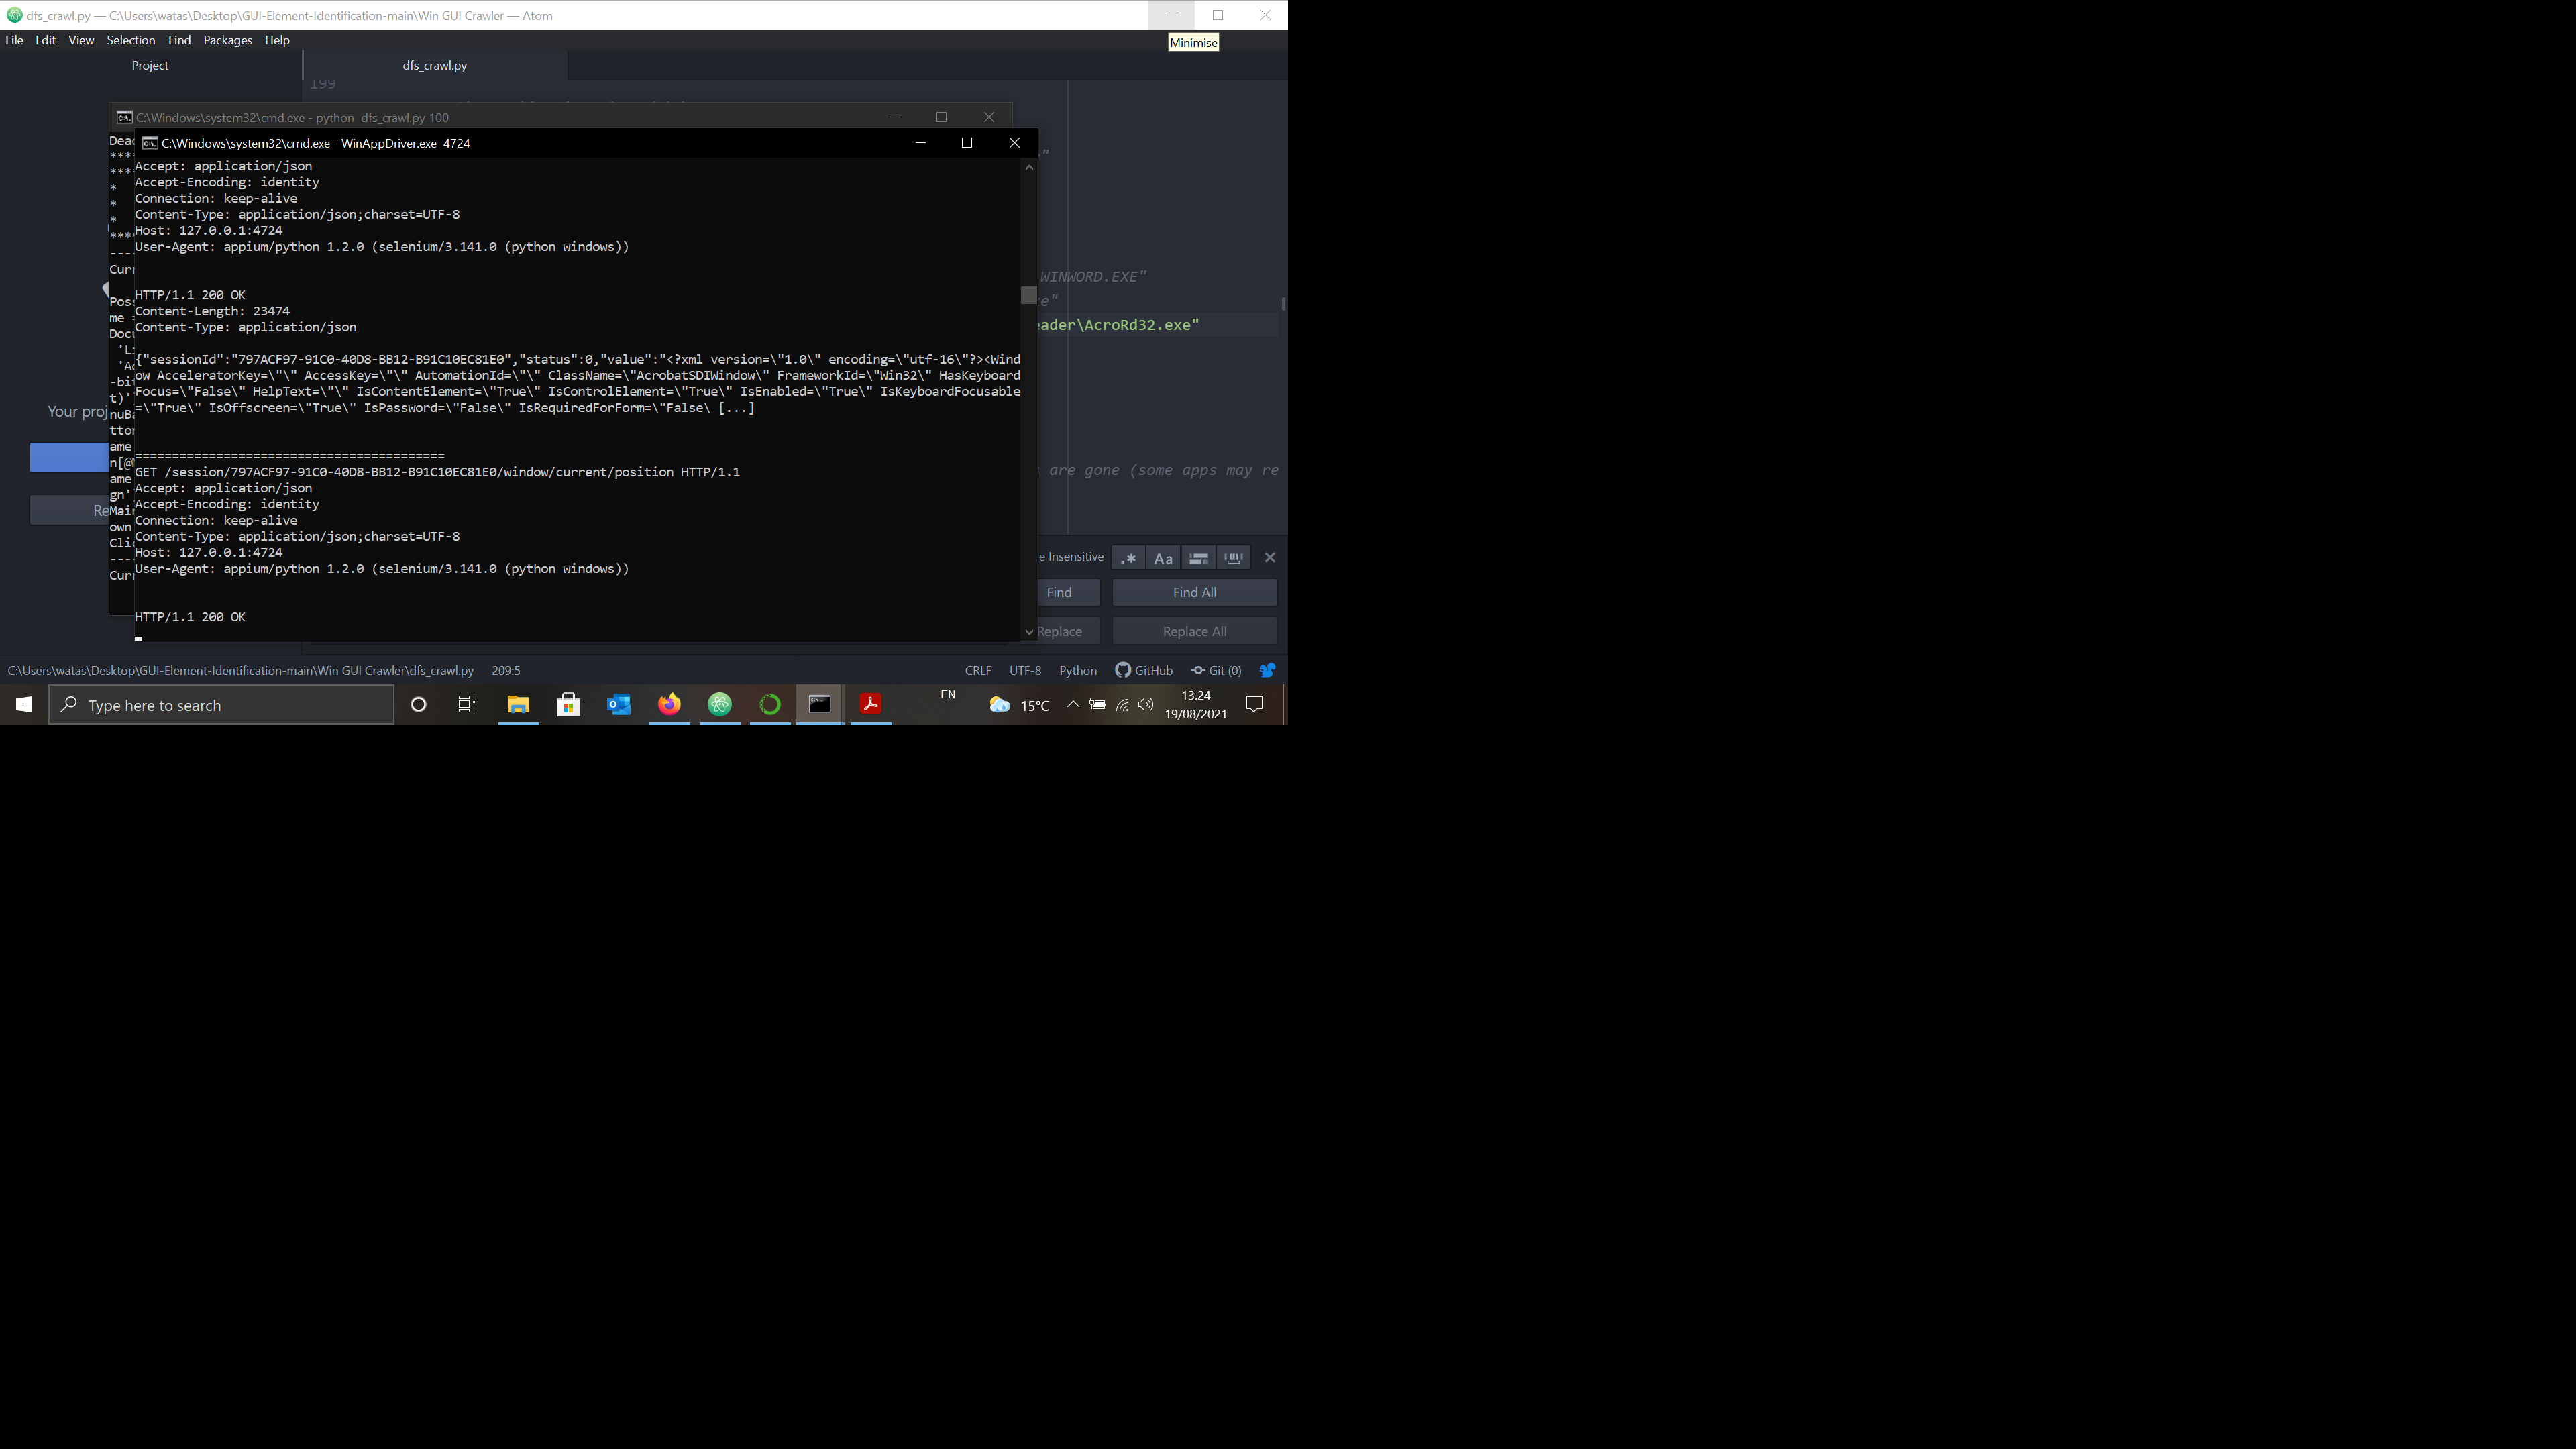 dfs_crawl.py — C:\Users\watas\Desktop\GUI-Element-Identification-main\Win GUI Crawler — Atom
File Edit View Selection Find Packages Help
Minimise
Project
dfs_crawl.py
199
C:\Windows\system32\cmd.exe - python dfs_crawl.py 100
C:\Windows\system32\cmd.exe - WinAppDriver.exe 4724
Accept: application/json
Accept-Encoding: identity
Connection: keep-alive
Content-Type: application/json;charset=UTF-8
Host: 127.0.0.1:4724
User-Agent: appium/python 1.2.0 (selenium/3.141.0 (python windows))
HTTP/1.1 200 OK
Content-Length: 23474
Content-Type: application/json
{"sessionId":"797ACF97-91C0-40D8-BB12-B91C10EC81E0","status":0,"value":"<?xml version=\"1.0\" encoding=\"utf-16\"?><Wind
ow AcceleratorKey=\"\" AccessKey=\"\" AutomationId=\"\" ClassName=\"AcrobatSDIWindow\" FrameworkId=\"Win32\" HasKeyboard
Focus=\"False\" HelpText=\"\" IsContentElement=\"True\" IsControlElement=\"True\" IsEnabled=\"True\" IsKeyboardFocusable
=\"True\" IsOffscreen=\"True\" IsPassword=\"False\" IsRequiredForForm=\"False\ [...]
==========================================
GET /session/797ACF97-91C0-40D8-BB12-B91C10EC81E0/window/current/position HTTP/1.1
Accept: application/json
Accept-Encoding: identity
Connection: keep-alive
Content-Type: application/json;charset=UTF-8
Host: 127.0.0.1:4724
User-Agent: appium/python 1.2.0 (selenium/3.141.0 (python windows))
HTTP/1.1 200 OK
WINWORD.EXE"
eader\AcroRd32.exe"
are gone (some apps may re
Your proj
e Insensitive
.* Aa
Find
Find All
Replace
Replace All
C:\Users\watas\Desktop\GUI-Element-Identification-main\Win GUI Crawler\dfs_crawl.py 209:5
CRLF UTF-8 Python GitHub Git (0)
Type here to search
EN
15°C
13.24
19/08/2021